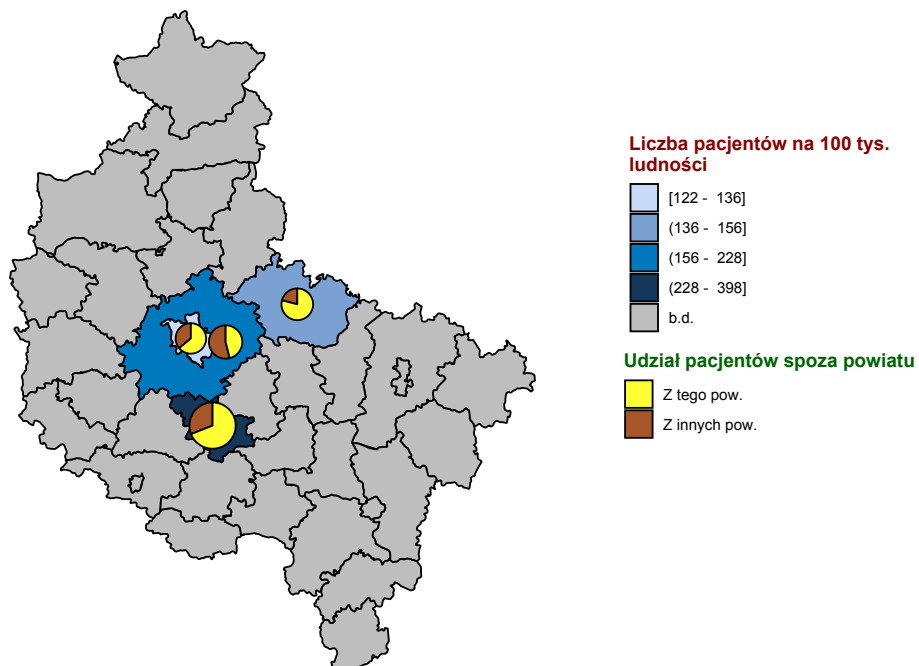 Liczba pacjentów na 100 tys.
ludności
[122 - 136]
(136 - 156]
(156 - 228]
(228 - 398]
b.d.
Udział pacjentów spoza powiatu
Z tego pow.
Z innych pow.